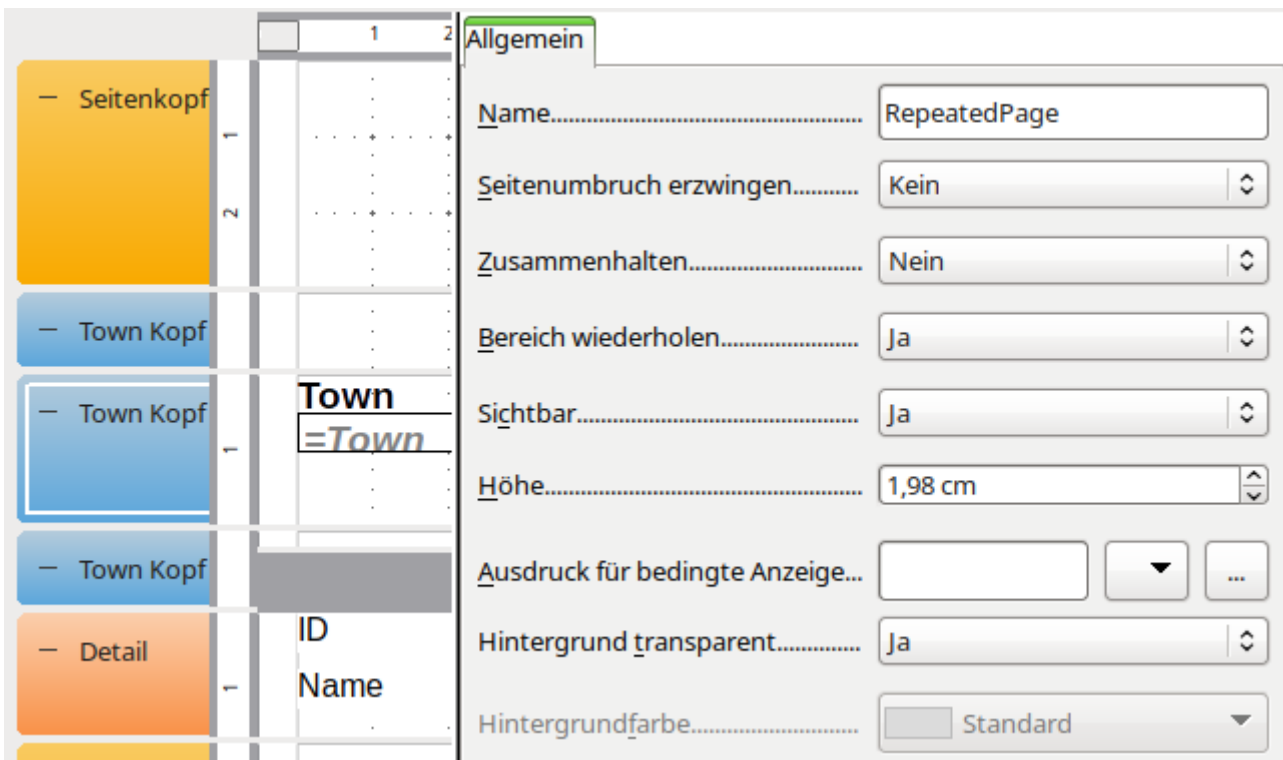 1 2
Allgemein
— Seitenkopf
1
2
Name RepeatedPage
Seitenumbruch erzwingen Kein
Zusammenhalten Nein
— Town Kopf
Bereich wiederholen Ja
— Town Kopf
1
Town
=Town
Sichtbar Ja
Höhe 1,98 cm
— Town Kopf
Ausdruck für bedingte Anzeige... ...
— Detail
1
ID
Name
Hintergrund transparent Ja
Hintergrundfarbe Standard